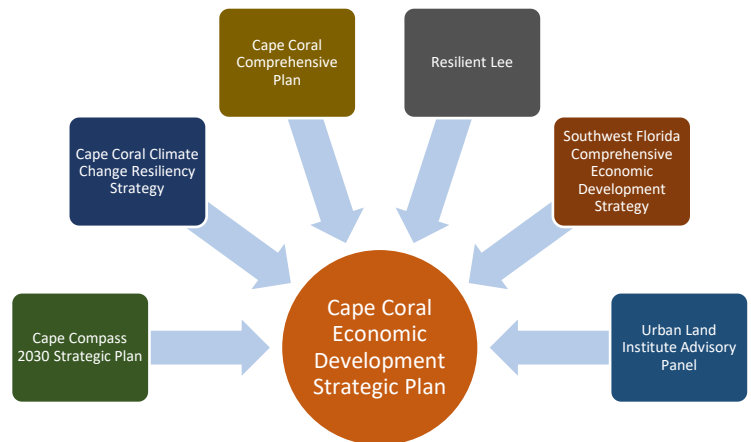 Cape Coral
Comprehensive
Plan
Resilient Lee
Cape Coral Climate
Change Resiliency
Strategy
Southwest Florida
Comprehensive
Economic
Development
Strategy
Cape Compass
2030 Strategic Plan
Cape Coral
Economic
Development
Strategic Plan
Urban Land
Institute Advisory
Panel